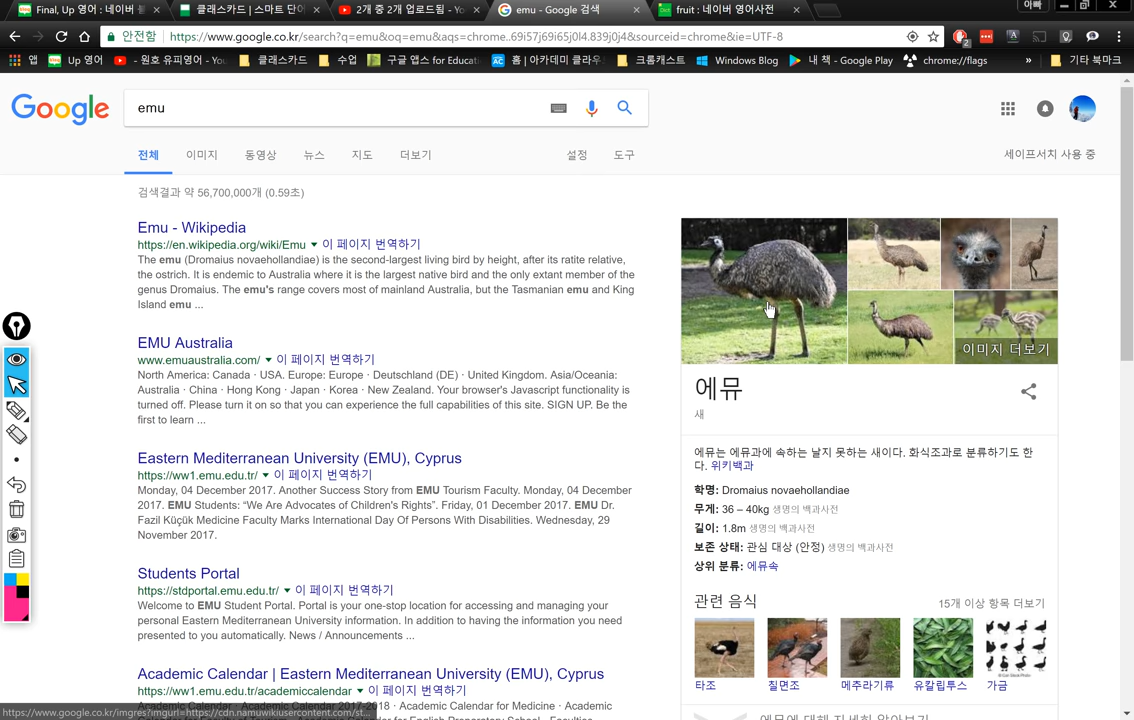 Final, Up 영어 : 네이버 블
클래스카드 | 스마트 단어
2개 중 2개 업로드됨 - Yo
emu - Google 검색
fruit : 네이버 영어사전
아빠
안전함
https://www.google.co.kr/search?q=emu&oq=emu&aqs=chrome..69i57j69i65j0l4.839j0j4&sourceid=chrome&ie=UTF-8
2
앱
Up 영어
- 원호 유피영어 - You
클래스카드
수업
구글 앱스 for Educati
홈 | 아카데미 클라우
크롬캐스트
Windows Blog
내 책 - Google Play
chrome://flags
»
기타 북마크
Google
emu
전체
이미지
동영상
뉴스
지도
더보기
설정
도구
세이프서치 사용 중
검색결과 약 56,700,000개 (0.59초)
Emu - Wikipedia
https://en.wikipedia.org/wiki/Emu ▼ 이 페이지 번역하기
The emu (Dromaius novaehollandiae) is the second-largest living bird by height, after its ratite relative,
the ostrich. It is endemic to Australia where it is the largest native bird and the only extant member of the
genus Dromaius. The emu's range covers most of mainland Australia, but the Tasmanian emu and King
Island emu ...
EMU Australia
www.emuaustralia.com/ ▼ 이 페이지 번역하기
North America: Canada · USA. Europe: Europe · Deutschland (DE) · United Kingdom. Asia/Oceania:
Australia · China · Hong Kong · Japan · Korea · New Zealand. Your browser's Javascript functionality is
turned off. Please turn it on so that you can experience the full capabilities of this site. SIGN UP. Be the
first to learn ...
Eastern Mediterranean University (EMU), Cyprus
https://ww1.emu.edu.tr/ ▼ 이 페이지 번역하기
Monday, 04 December 2017. Another Success Story from EMU Tourism Faculty. Monday, 04 December
2017. EMU Students: “We Are Advocates of Children's Rights”. Friday, 01 December 2017. EMU Dr.
Fazil Küçük Medicine Faculty Marks International Day Of Persons With Disabilities. Wednesday, 29
November 2017.
Students Portal
https://stdportal.emu.edu.tr/ ▼ 이 페이지 번역하기
Welcome to EMU Student Portal. Portal is your one-stop location for accessing and managing your
personal Eastern Mediterranean University information. In addition to having the information you need
presented to you automatically. News / Announcements ...
Academic Calendar | Eastern Mediterranean University (EMU), Cyprus
https://ww1.emu.edu.tr/academiccalendar ▼ 이 페이지 번역하기
https://www.google.co.kr/imgres?imgurl=https://cdn.namuwikiusercontent.com/st...
이미지 더보기
에뮤
새
에뮤는 에뮤과에 속하는 날지 못하는 새이다. 화식조과로 분류하기도 한
다. 위키백과
학명: Dromaius novaehollandiae
무게: 36 – 40kg 생명의 백과사전
길이: 1.8m 생명의 백과사전
보존 상태: 관심 대상 (안정) 생명의 백과사전
상위 분류: 에뮤속
관련 음식
15개 이상 항목 더보기
타조
칠면조
메추라기류
유칼립투스
가금